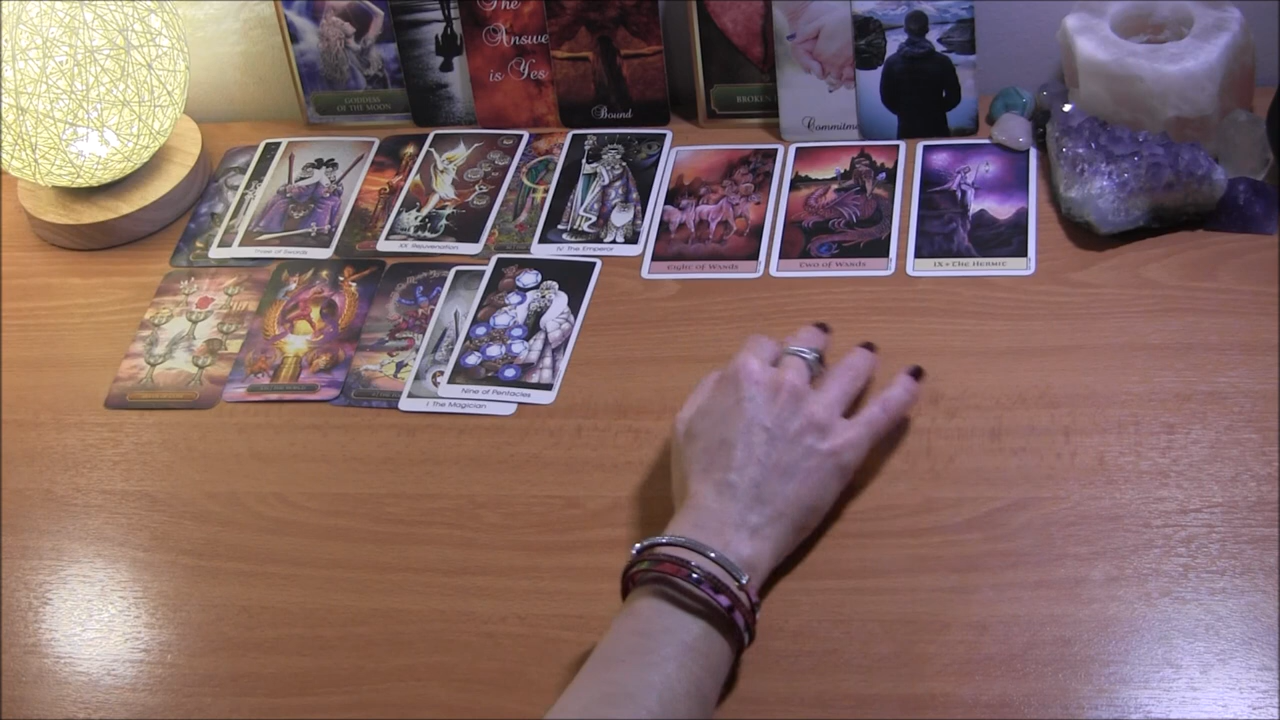 GODDESS
OF THE MOON
The
Answe
is Yes
Bound
BROKEN
Commitme
Three of Swords
XX Rejuvenation
IV The Emperor
Eight of Wands
Two of Wands
IX • The Hermit
I The Magician
Nine of Pentacles